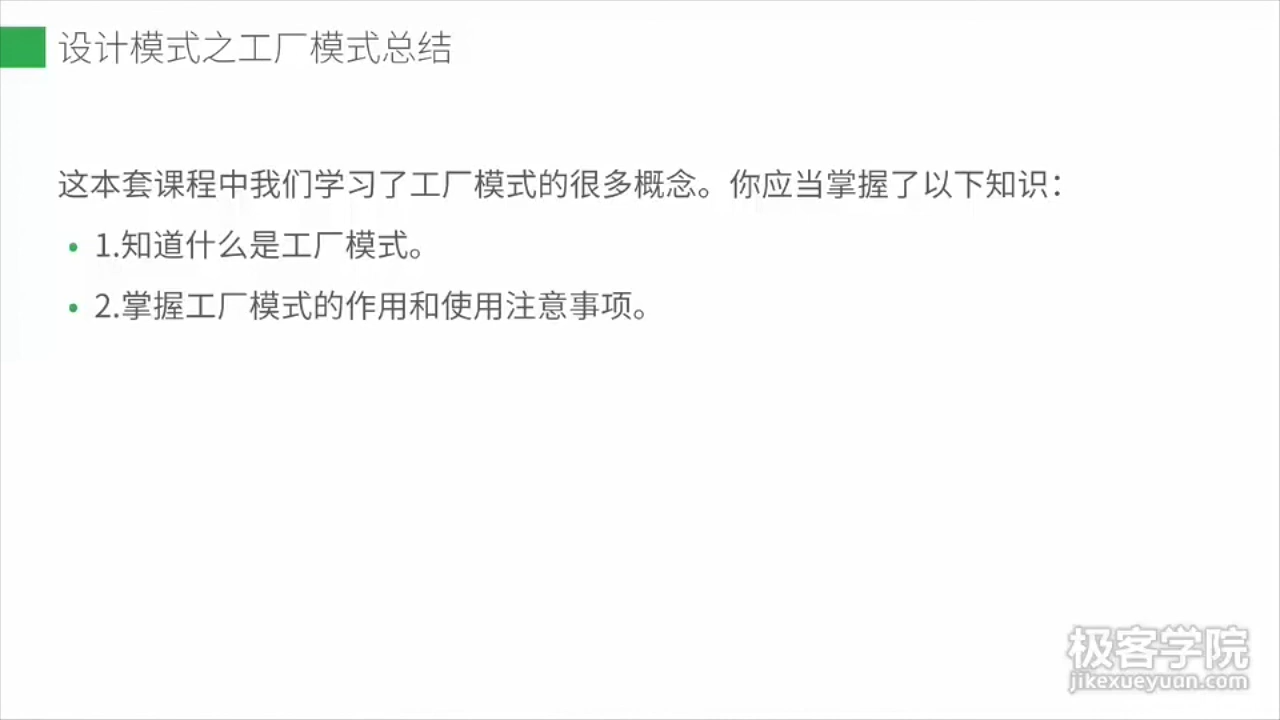 设计模式之工厂模式总结
这本套课程中我们学习了工厂模式的很多概念。你应当掌握了以下知识：
• 1.知道什么是工厂模式。
• 2.掌握工厂模式的作用和使用注意事项。
极客学院
jikexueyuan.com